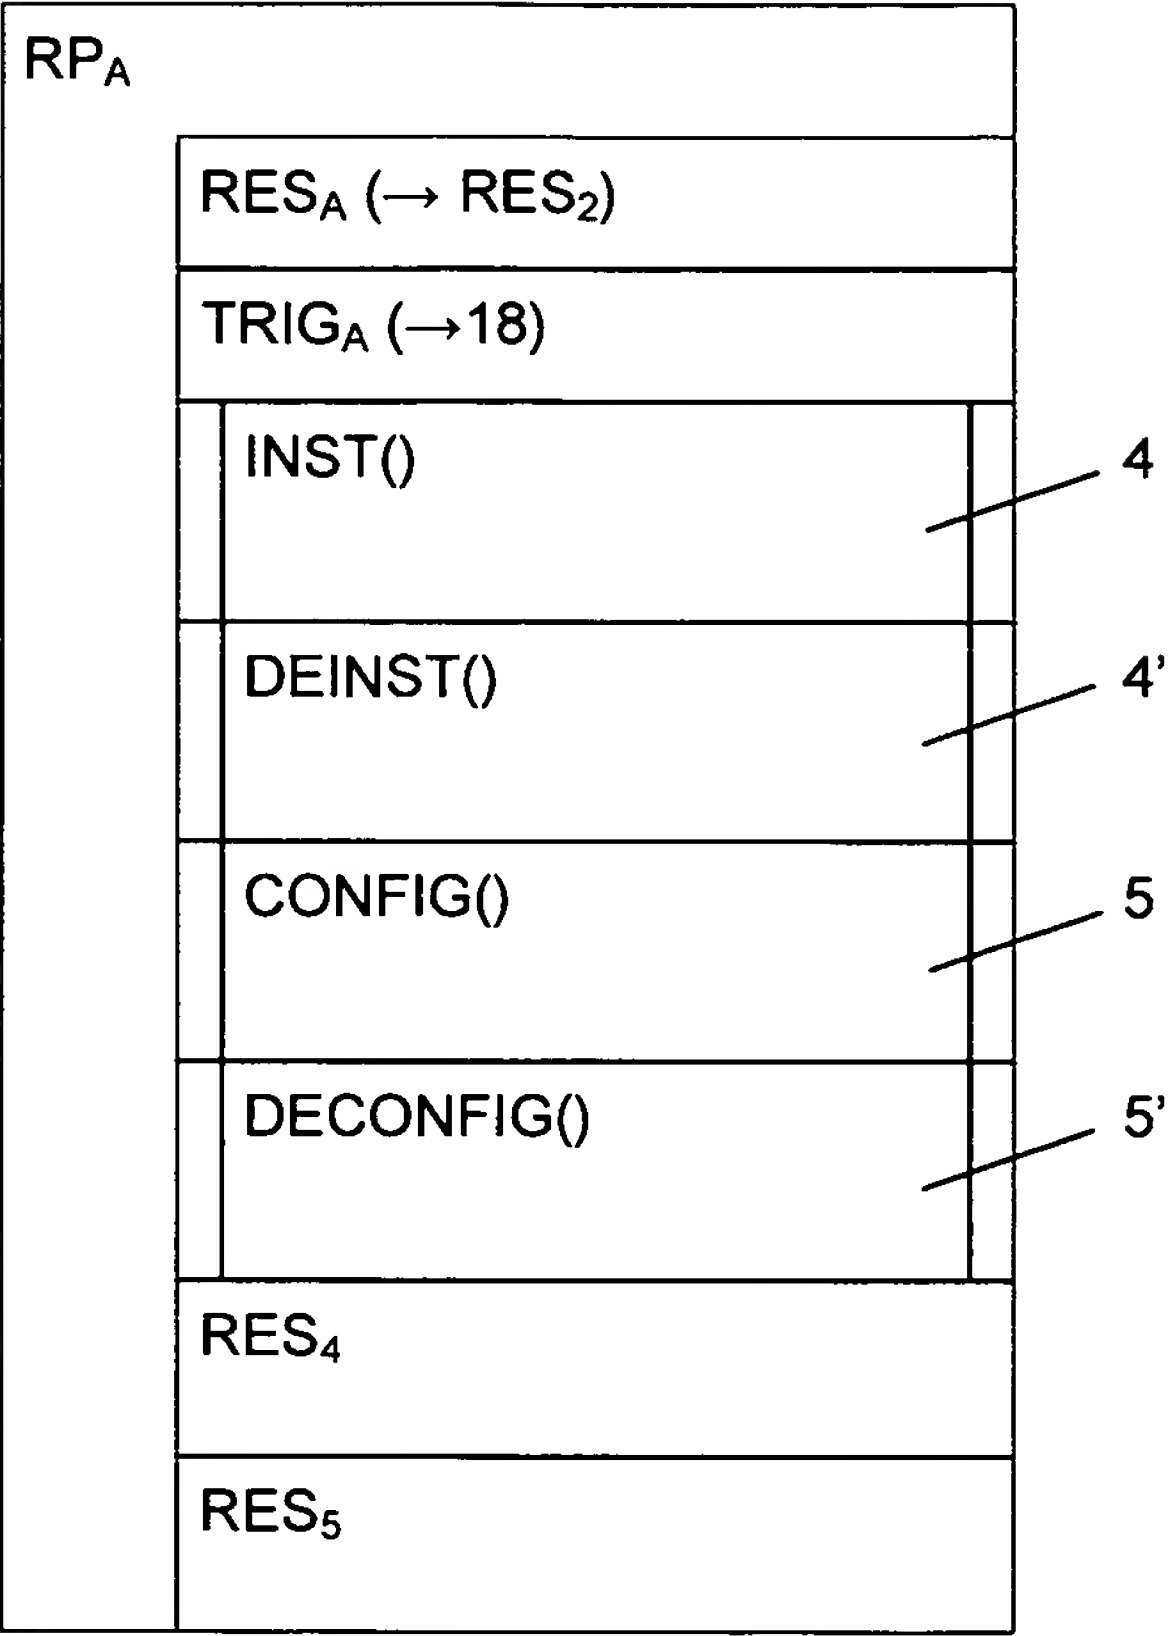 RPA
RESA (→ RES2)
TRIGA (→18)
INST()
4
DEINST()
4’
CONFIG()
5
DECONFIG()
5’
RES4
RES5